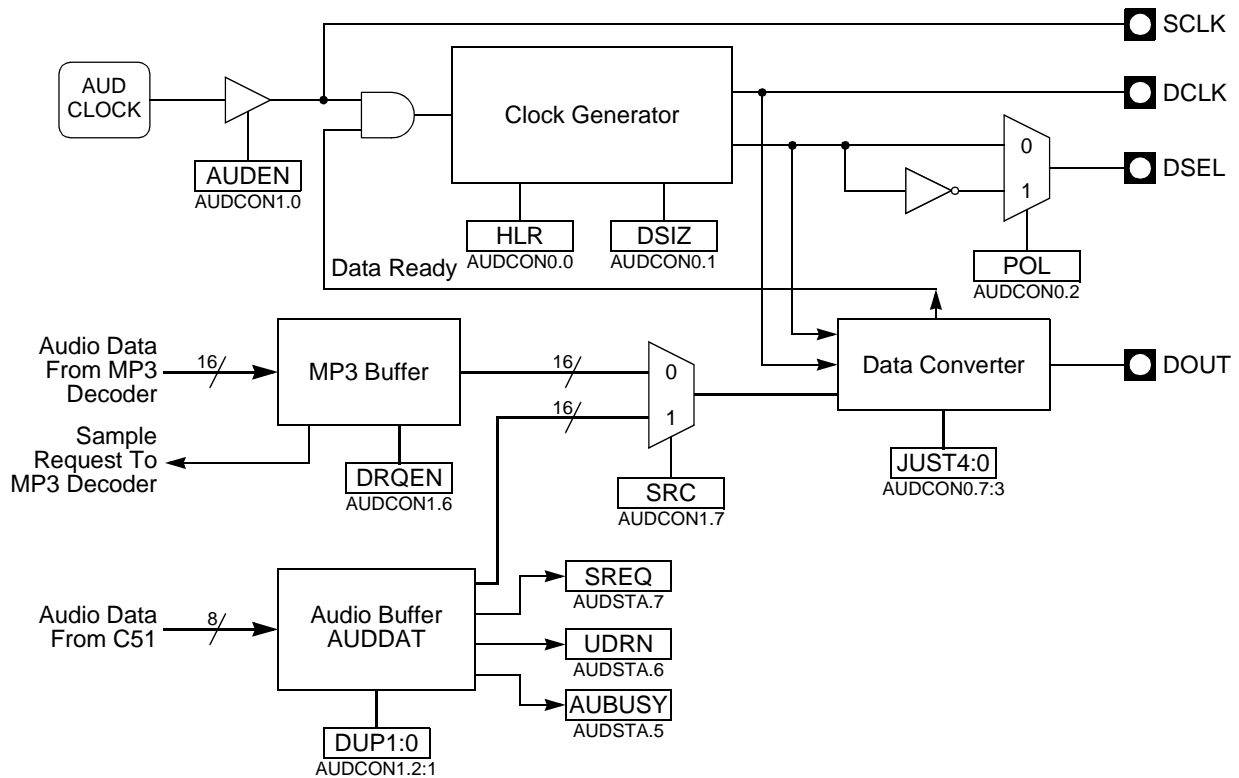 SCLK
AUD
CLOCK
Clock Generator
DCLK
0
1
DSEL
AUDEN
AUDCON1.0
HLR
AUDCON0.0
DSIZ
AUDCON0.1
POL
AUDCON0.2
Data Ready
Audio Data
From MP3
Decoder
16
MP3 Buffer
16
0
16
1
Data Converter
DOUT
Sample
Request To
MP3 Decoder
DRQEN
AUDCON1.6
SRC
AUDCON1.7
JUST4:0
AUDCON0.7:3
Audio Data
From C51
8
Audio Buffer
AUDDAT
SREQ
AUDSTA.7
UDRN
AUDSTA.6
AUBUSY
AUDSTA.5
DUP1:0
AUDCON1.2:1